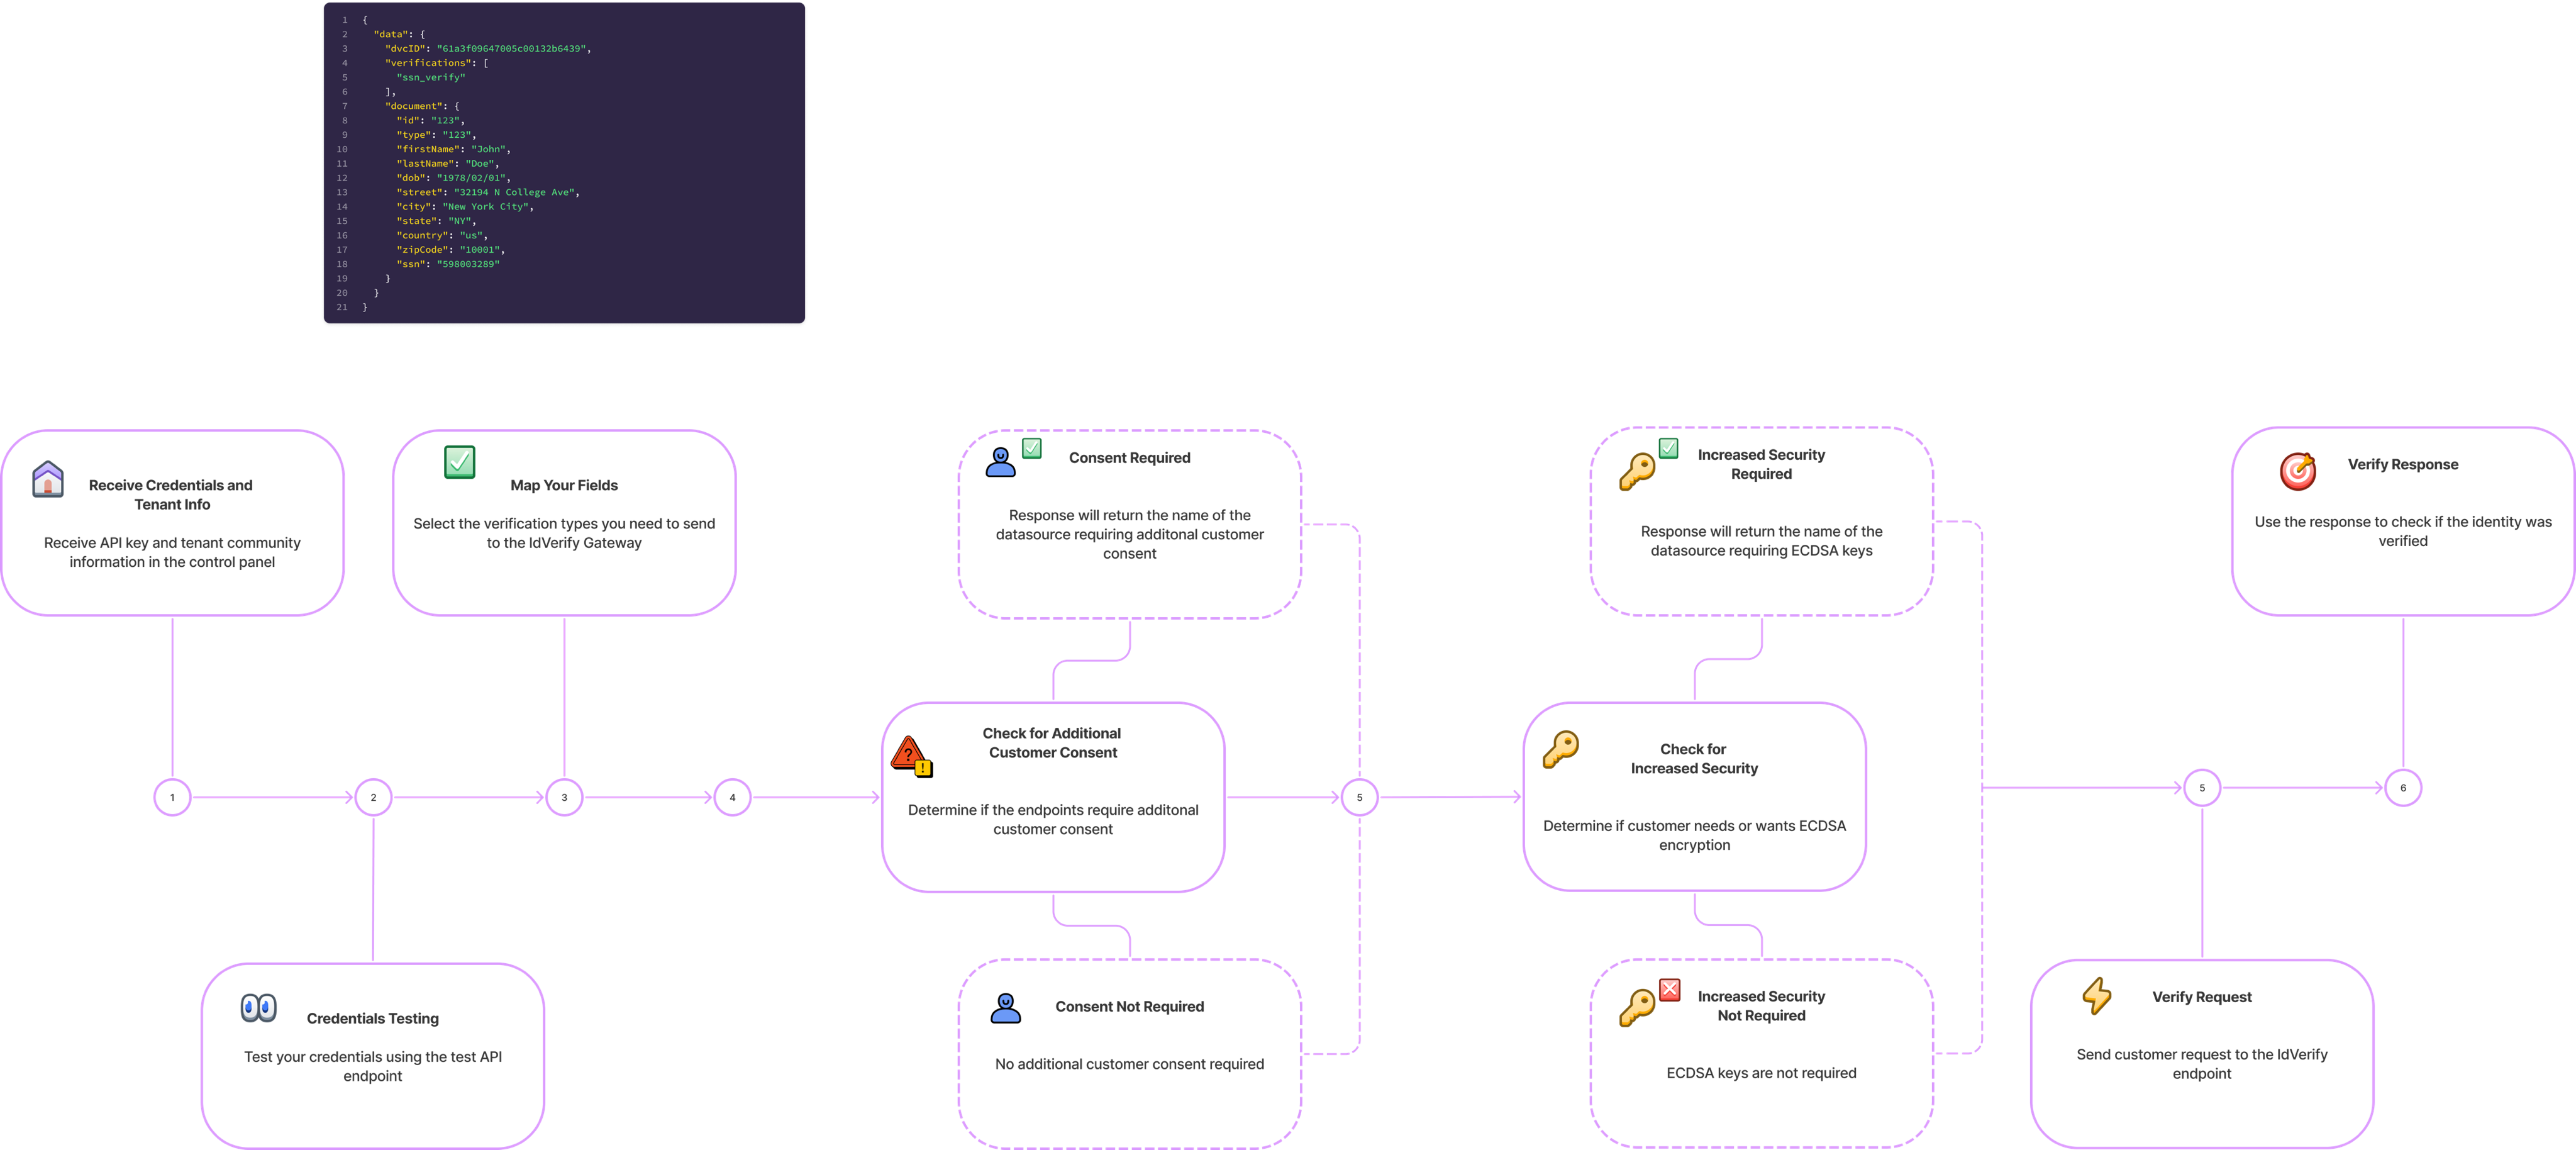 1 {
2 "data": {
3 "dvcID": "61a3f09647005c00132b6439",
4 "verifications": [
5 "ssn_verify"
6 ],
7 "document": {
8 "id": "123",
9 "type": "123",
10 "firstName": "John",
11 "lastName": "Doe",
12 "dob": "1978/02/01",
13 "street": "32194 N College Ave",
14 "city": "New York City",
15 "state": "NY",
16 "country": "us",
17 "zipCode": "10001",
18 "ssn": "598003289"
19 }
20 }
21 }
Receive Credentials and
Tenant Info
Receive API key and tenant community
information in the control panel
Map Your Fields
Select the verification types you need to send
to the IdVerify Gateway
Consent Required
Response will return the name of the
datasource requiring additonal customer
consent
Increased Security
Required
Response will return the name of the
datasource requiring ECDSA keys
Verify Response
Use the response to check if the identity was
verified
1
2
3
4
Check for Additional
Customer Consent
Determine if the endpoints require additonal
customer consent
5
Check for
Increased Security
Determine if customer needs or wants ECDSA
encryption
5
6
Credentials Testing
Test your credentials using the test API
endpoint
Consent Not Required
No additional customer consent required
Increased Security
Not Required
ECDSA keys are not required
Verify Request
Send customer request to the IdVerify
endpoint